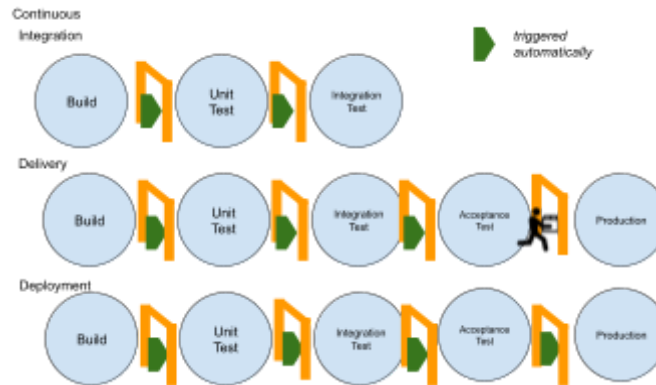 Continuous
Integration
triggered
automatically
Build
Unit
Test
Integration
Test
Delivery
Build
Unit
Test
Integration
Test
Acceptance
Test
Production
Deployment
Build
Unit
Test
Integration
Test
Acceptance
Test
Production